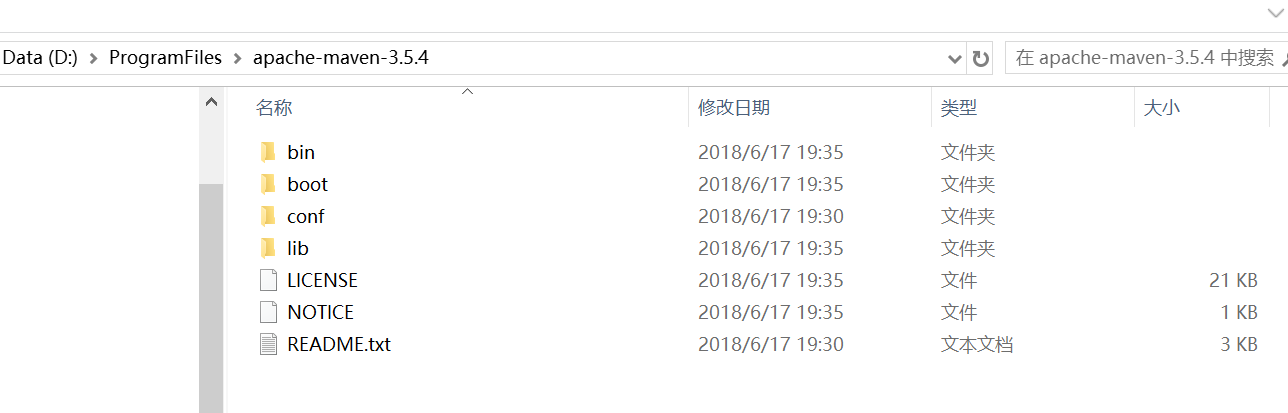 Data (D:) ProgramFiles apache-maven-3.5.4 在 apache-maven-3.5.4 中搜索
名称 修改日期 类型 大小
bin 2018/6/17 19:35 文件夹
boot 2018/6/17 19:35 文件夹
conf 2018/6/17 19:30 文件夹
lib 2018/6/17 19:35 文件夹
LICENSE 2018/6/17 19:35 文件 21 KB
NOTICE 2018/6/17 19:35 文件 1 KB
README.txt 2018/6/17 19:30 文本文档 3 KB